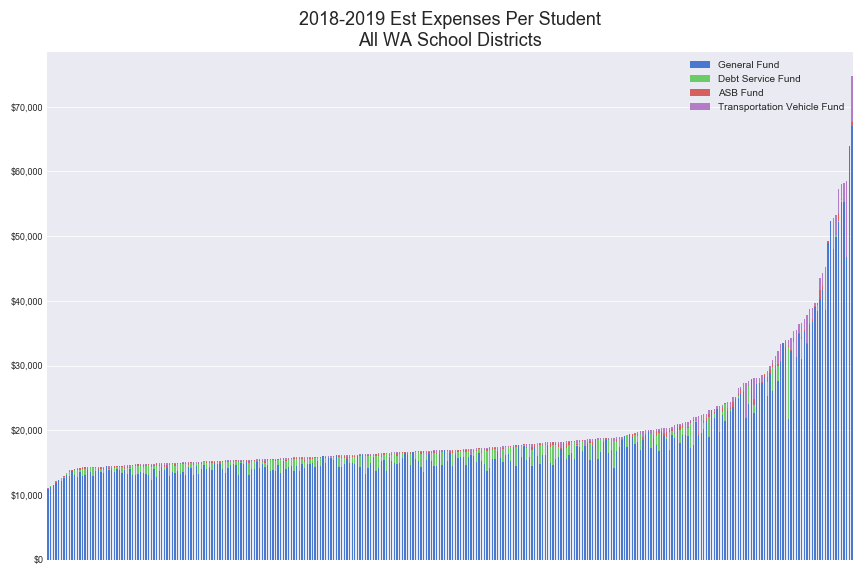 2018-2019 Est Expenses Per Student
All WA School Districts
General Fund
Debt Service Fund
ASB Fund
Transportation Vehicle Fund
$70,000
$60,000
$50,000
$40,000
$30,000
$20,000
$10,000
$0